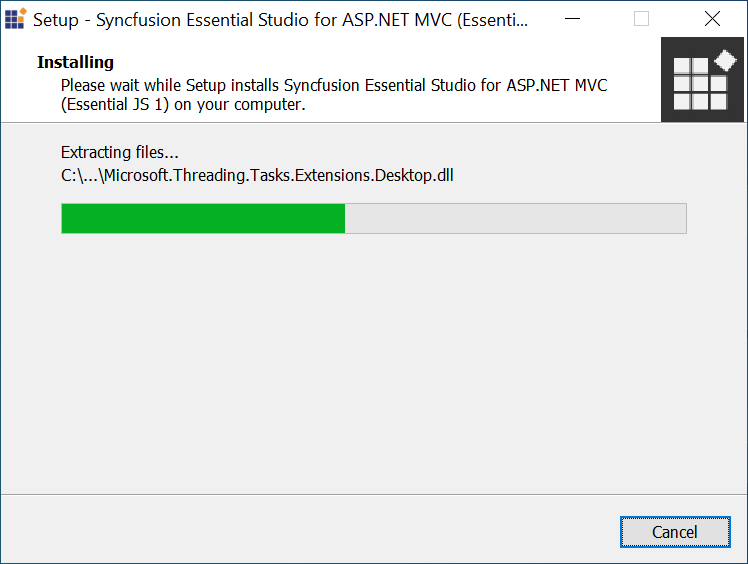 Setup - Syncfusion Essential Studio for ASP.NET MVC (Essenti...
Installing
Please wait while Setup installs Syncfusion Essential Studio for ASP.NET MVC
(Essential JS 1) on your computer.
Extracting files...
C:\...\Microsoft.Threading.Tasks.Extensions.Desktop.dll
Cancel